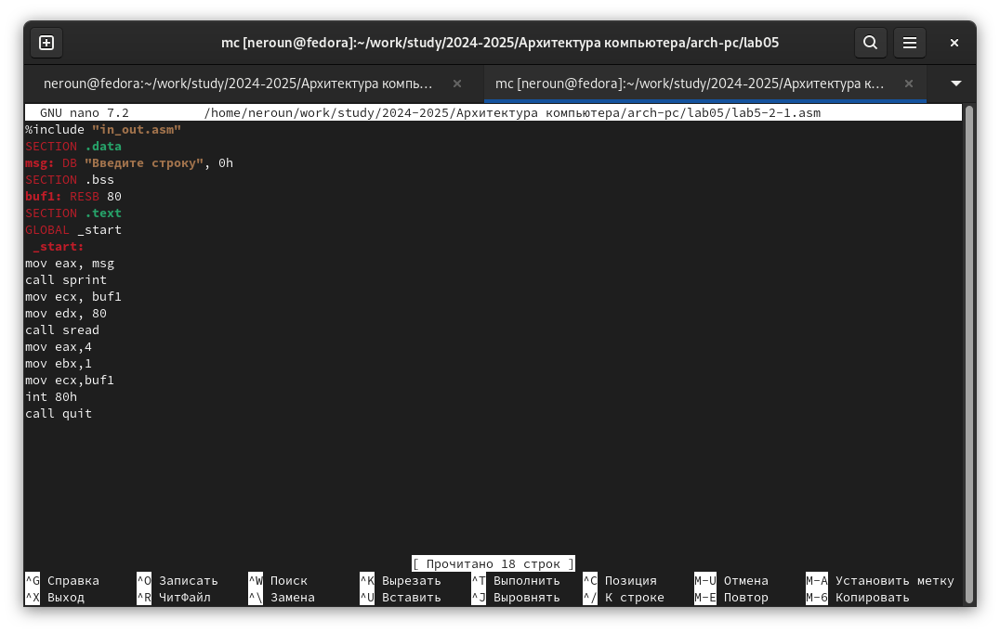 mc [neroun@fedora]:~/work/study/2024-2025/Архитектура компьютера/arch-pc/lab05
neroun@fedora:~/work/study/2024-2025/Архитектура компь…
mc [neroun@fedora]:~/work/study/2024-2025/Архитектура к…
GNU nano 7.2 /home/neroun/work/study/2024-2025/Архитектура компьютера/arch-pc/lab05/lab5-2-1.asm
%include "in_out.asm"
SECTION .data
msg: DB "Введите строку", 0h
SECTION .bss
buf1: RESB 80
SECTION .text
GLOBAL _start
_start:
mov eax, msg
call sprint
mov ecx, buf1
mov edx, 80
call sread
mov eax,4
mov ebx,1
mov ecx,buf1
int 80h
call quit
[ Прочитано 18 строк ]
^G Справка ^O Записать ^W Поиск ^K Вырезать ^T Выполнить ^C Позиция M-U Отмена M-A Установить метку
^X Выход ^R ЧитФайл ^\ Замена ^U Вставить ^J Выровнять ^/ К строке M-E Повтор M-6 Копировать